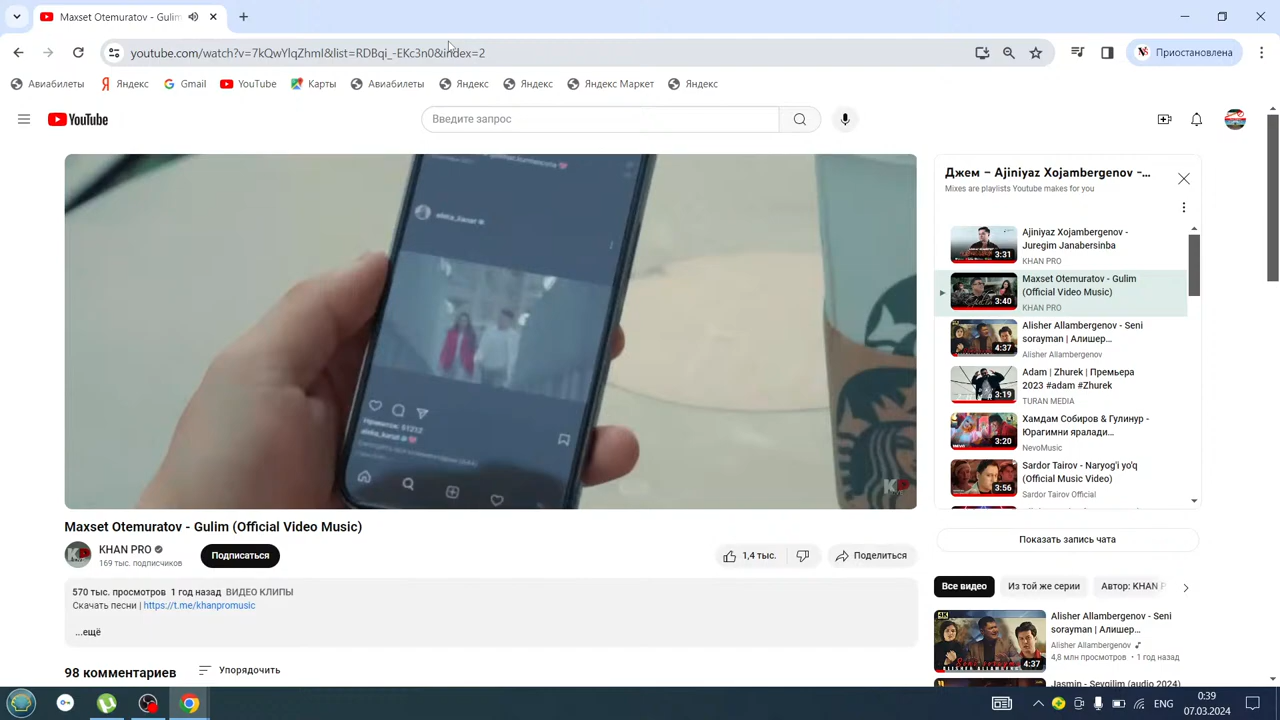 Maxset Otemuratov - Gulim
youtube.com/watch?v=7kQwYlqZhmI&list=RDBqi_-EKc3n0&index=2
Приостановлена
Авиабилеты
Яндекс
Gmail
YouTube
Карты
Авиабилеты
Яндекс
Яндекс
Яндекс Маркет
Яндекс
YouTube
Введите запрос
Джем – Ajiniyaz Xojambergenov -...
Mixes are playlists Youtube makes for you
Ajiniyaz Xojambergenov -
Juregim Janabersinba
3:31
KHAN PRO
Maxset Otemuratov - Gulim
(Official Video Music)
3:40
KHAN PRO
Alisher Allambergenov - Seni
sorayman | Алишер...
4:37
Alisher Allambergenov
Adam | Zhurek | Премьера
2023 #adam #Zhurek
3:19
TURAN MEDIA
Хамдам Собиров & Гулинур -
Юрагимни яралади...
3:20
NevoMusic
Sardor Tairov - Naryog'i yo'q
(Official Music Video)
3:56
Sardor Tairov Official
Maxset Otemuratov - Gulim (Official Video Music)
KHAN PRO
169 тыс. подписчиков
Подписаться
1,4 тыс.
Поделиться
570 тыс. просмотров 1 год назад ВИДЕО КЛИПЫ
Скачать песни | https://t.me/khanpromusic
...ещё
98 комментариев
Упорядочить
Показать запись чата
Все видео
Из той же серии
Автор: KHAN P
4K
Alisher Allambergenov - Seni
sorayman | Алишер...
4:37
Alisher Allambergenov
4,8 млн просмотров • 1 год назад
Jasmin - Sevgilim (audio 2024)
ENG
0:39
07.03.2024